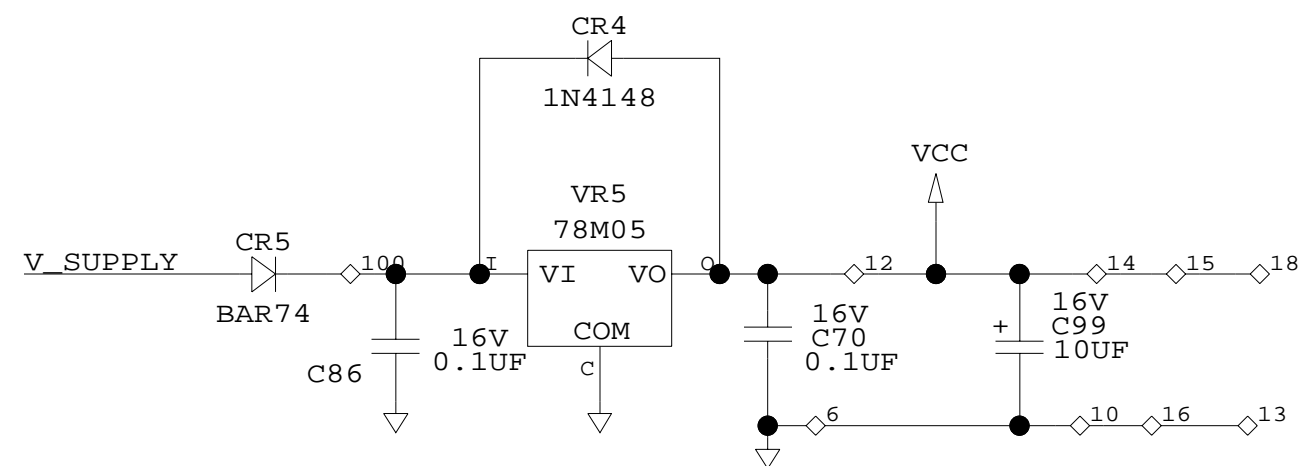 CR4
1N4148
VCC
VR5
78M05
CR5
V_SUPPLY
100
I
VI
VO
O
12
14
15
18
BAR74
COM
C
16V
0.1UF
C86
16V
C70
0.1UF
+
16V
C99
10UF
6
10
16
13